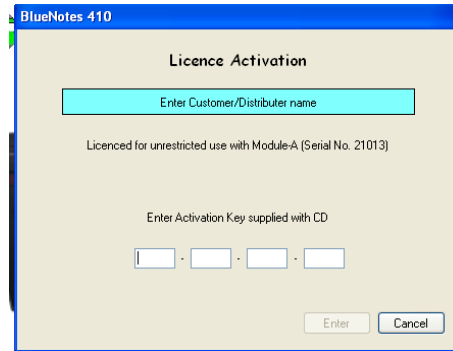 BlueNotes 410
Licence Activation
Enter Customer/Distributer name
Licenced for unrestricted use with Module-A (Serial No. 21013)
Enter Activation Key supplied with CD
- - -
Enter Cancel